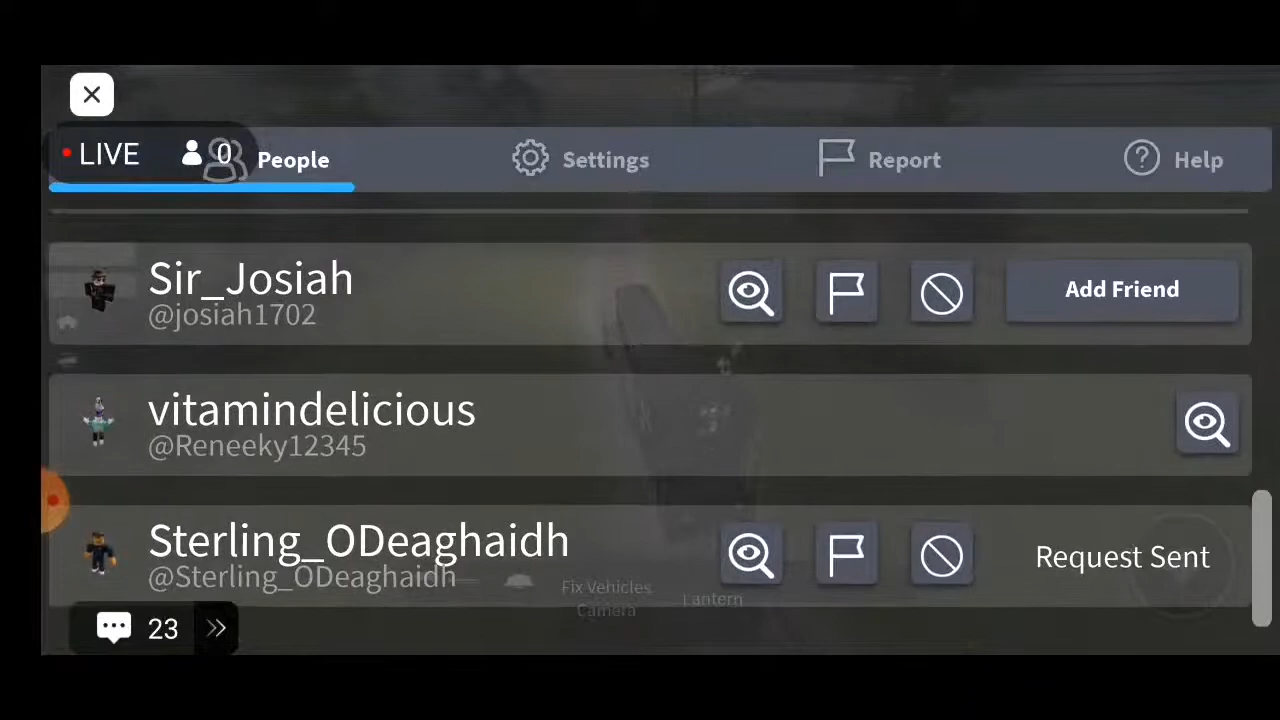 LIVE 0 People Settings Report Help
Sir_Josiah
@josiah1702
Add Friend
vitamindelicious
@Reneeky12345
Sterling_ODeaghaidh
@Sterling_ODeaghaidh
Request Sent
Fix Vehicles
Camera
Lantern
23